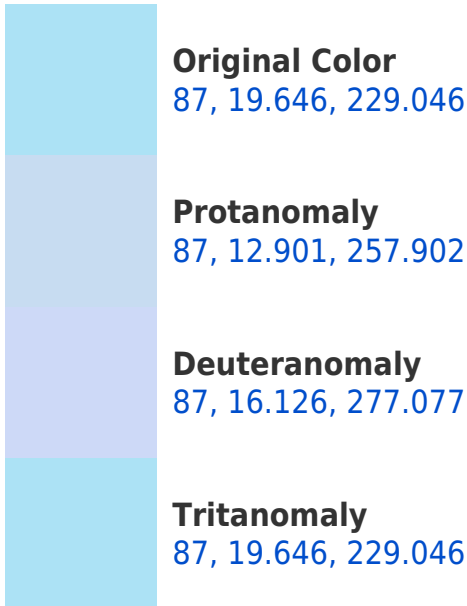 Original Color
87, 19.646, 229.046
Protanomaly
87, 12.901, 257.902
Deuteranomaly
87, 16.126, 277.077
Tritanomaly
87, 19.646, 229.046